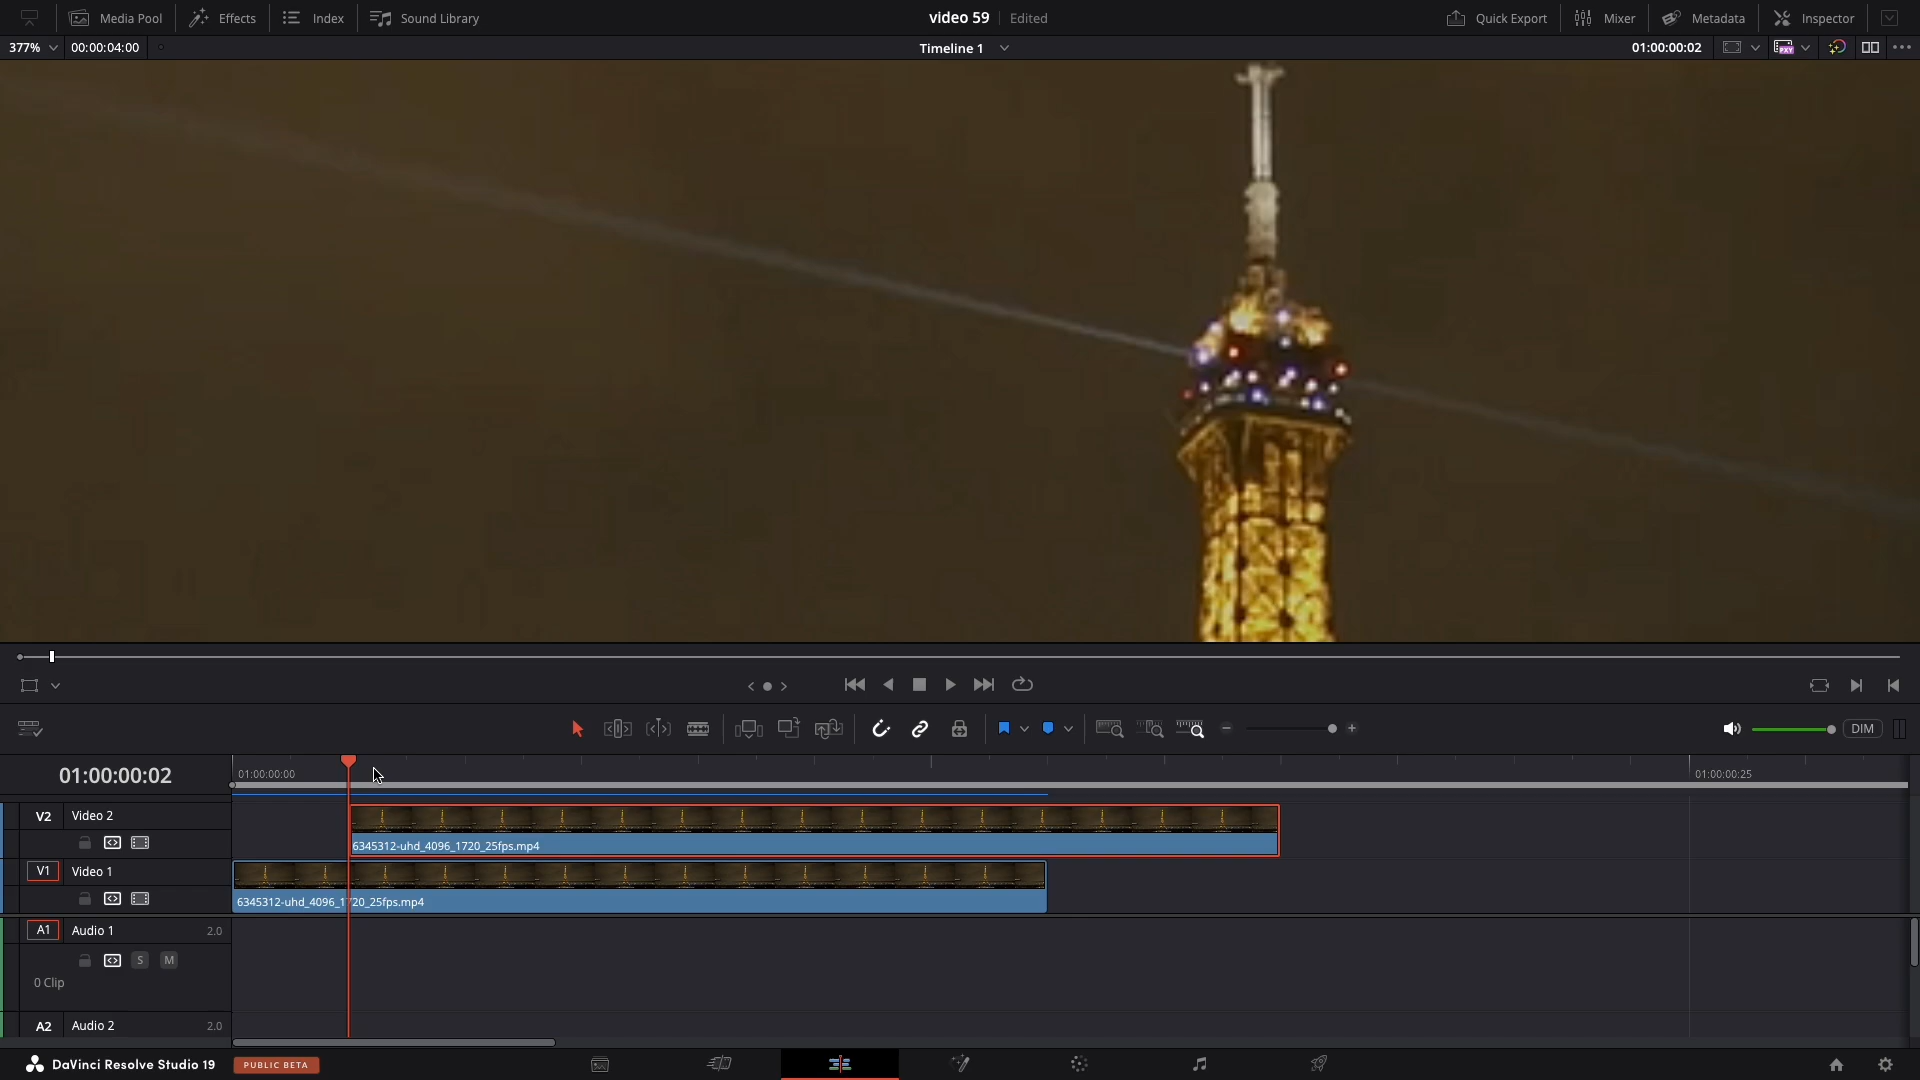 Media Pool Effects Index Sound Library video 59 Edited Quick Export Mixer Metadata Inspector
377% 00:00:04:00 Timeline 1 01:00:00:02
DIM
01:00:00:02 01:00:00:00 01:00:00:25
V2 Video 2
6345312-uhd_4096_1720_25fps.mp4
V1 Video 1
6345312-uhd_4096_1720_25fps.mp4
A1 Audio 1 2.0
S M
0 Clip
A2 Audio 2 2.0
DaVinci Resolve Studio 19 PUBLIC BETA